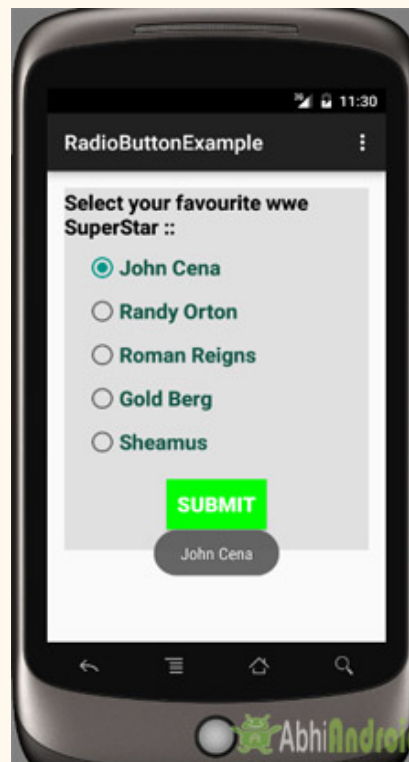 3G 11:30
RadioButtonExample
Select your favourite wwe
SuperStar ::
John Cena
Randy Orton
Roman Reigns
Gold Berg
Sheamus
SUBMIT
John Cena
AbhiAndroid